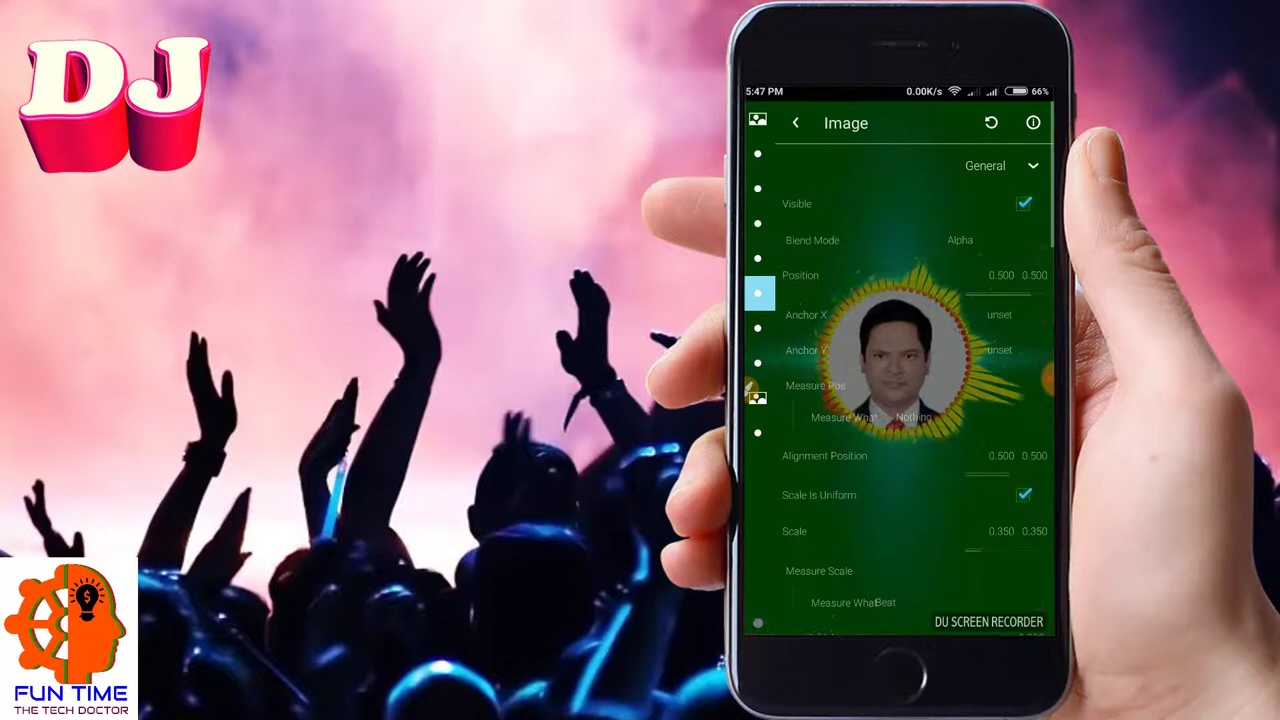 DJ
5:47 PM 0.00K/s 66%
Image
General
Visible
Blend Mode Alpha
Position 0.500 0.500
Anchor X unset
Anchor Y unset
Measure Pos
Measure What Nothing
Alignment Position 0.500 0.500
Scale Is Uniform
Scale 0.350 0.350
Measure Scale
Measure What Beat
DU SCREEN RECORDER
$
FUN TIME
THE TECH DOCTOR